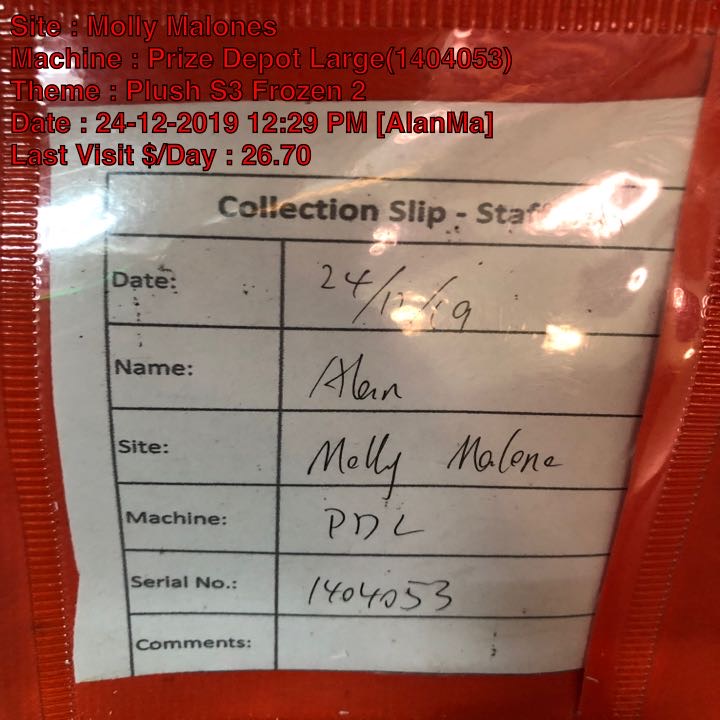 Site : Molly Malones
Machine : Prize Depot Large(1404053)
Theme : Plush S3 Frozen 2
Date : 24-12-2019 12:29 PM [AlanMa]
Last Visit $/Day : 26.70
Collection Slip - Staff
Date: 24/12/19
Name: Alan
Site: Molly Malone
Machine: PDL
Serial No.: 1404053
Comments: